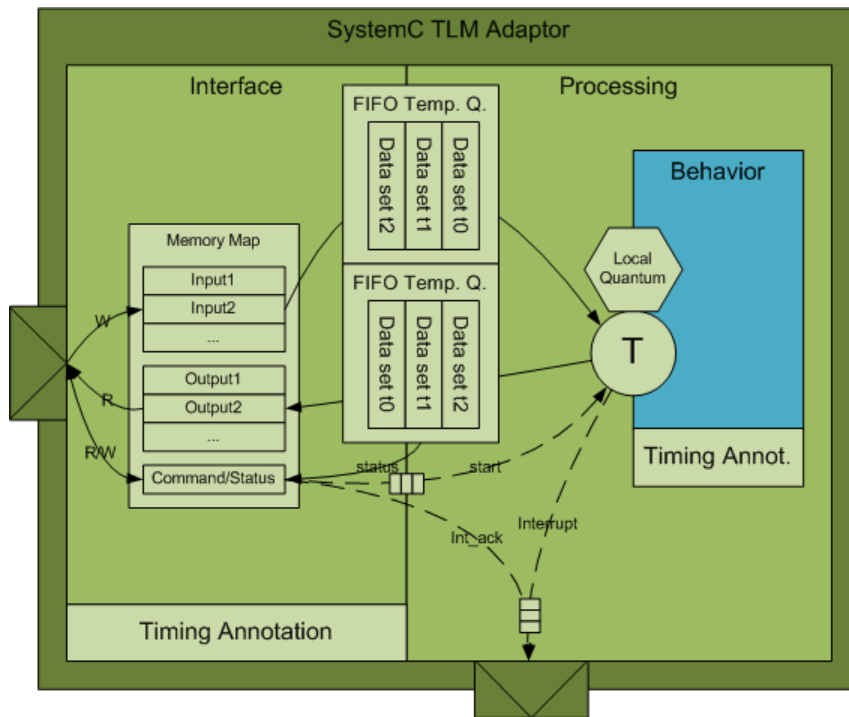 SystemC TLM Adaptor
Interface
Processing
FIFO Temp. Q.
Data set t2
Data set t1
Data set t0
Behavior
Memory Map
Input1
Input2
...
Local
Quantum
W
FIFO Temp. Q.
Data set t0
Data set t1
Data set t2
T
Output1
Output2
...
R
R/W
Command/Status
status
start
Timing Annot.
Int_ack
Interrupt
Timing Annotation